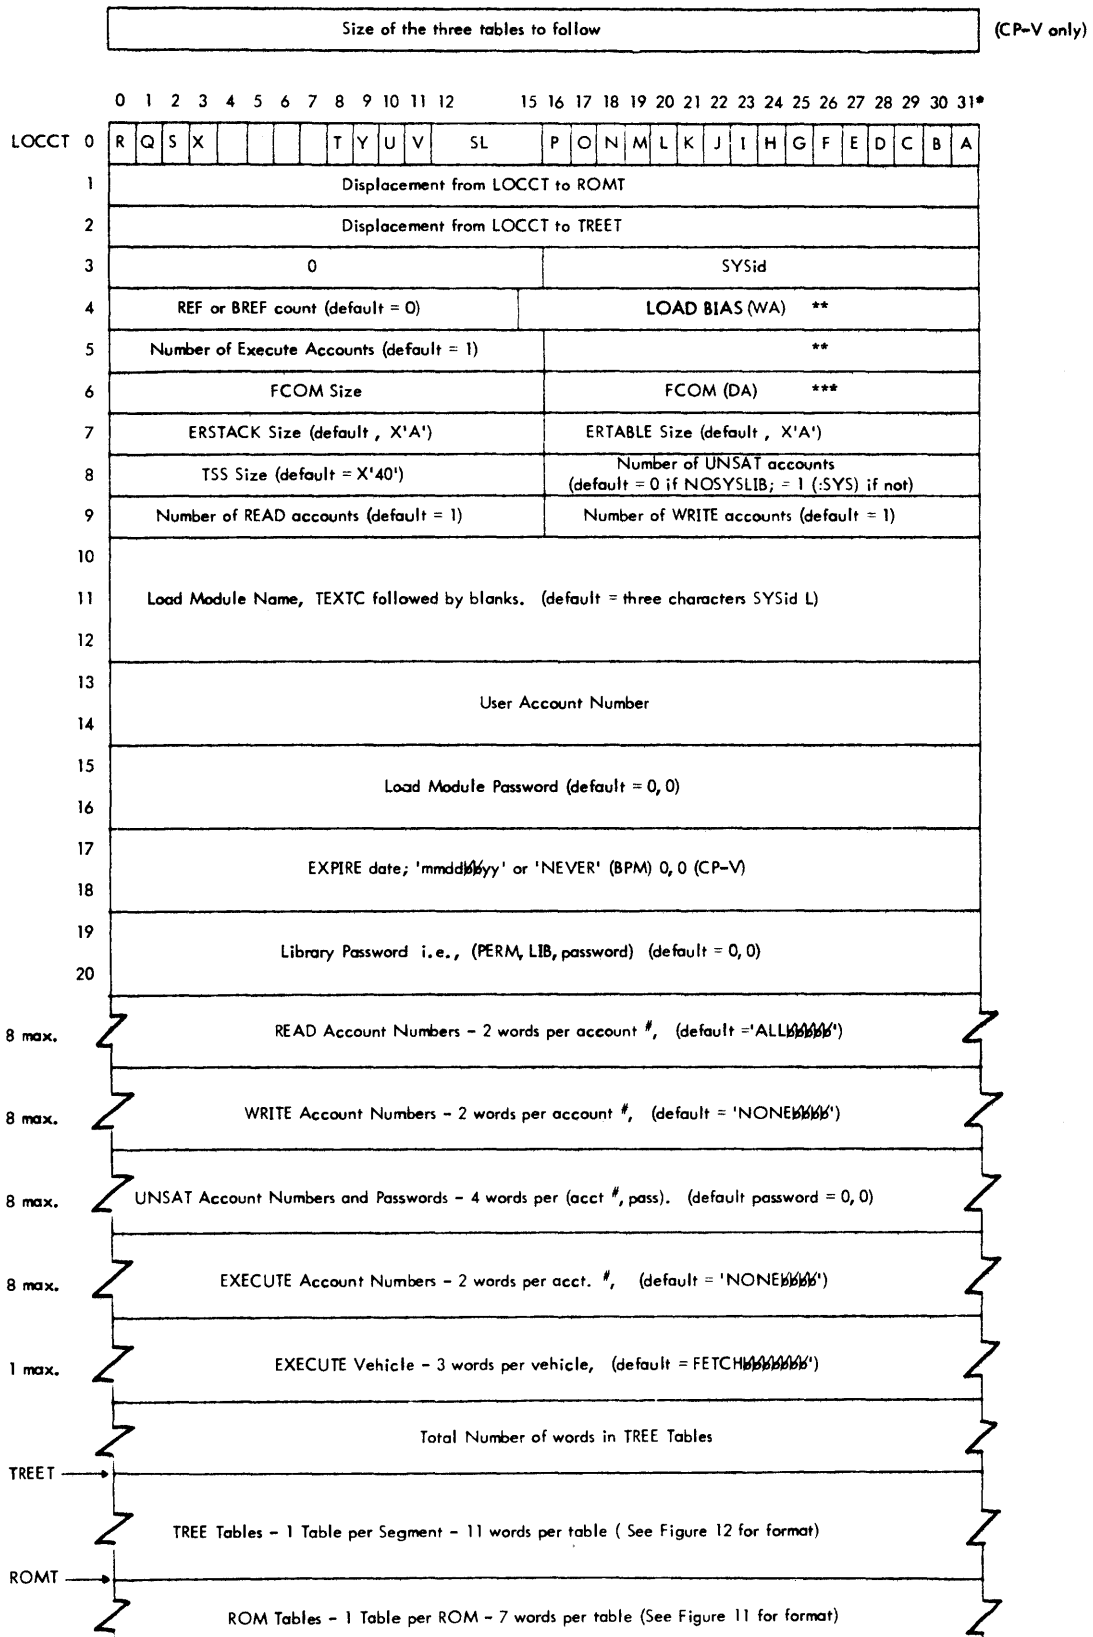 Size of the three tables to follow (CP-V only)
0 1 2 3 4 5 6 7 8 9 10 11 12 15 16 17 18 19 20 21 22 23 24 25 26 27 28 29 30 31*
LOCCT 0 R Q S X T Y U V SL P O N M L K J I H G F E D C B A
1 Displacement from LOCCT to ROMT
2 Displacement from LOCCT to TREET
3 0 SYSid
4 REF or BREF count (default = 0) LOAD BIAS (WA) **
5 Number of Execute Accounts (default = 1) **
6 FCOM Size FCOM (DA) ***
7 ERSTACK Size (default , X'A') ERTABLE Size (default , X'A')
8 TSS Size (default = X'40') Number of UNSAT accounts
(default = 0 if NOSYSLIB; = 1 (:SYS) if not)
9 Number of READ accounts (default = 1) Number of WRITE accounts (default = 1)
10
11 Load Module Name, TEXTC followed by blanks. (default = three characters SYSid L)
12
13
User Account Number
14
15
Load Module Password (default = 0, 0)
16
17
EXPIRE date; 'mmddb̸b̸yy' or 'NEVER' (BPM) 0, 0 (CP-V)
18
19
Library Password i.e., (PERM, LIB, password) (default = 0, 0)
20
8 max. READ Account Numbers - 2 words per account #, (default ='ALLb̸b̸b̸b̸b̸')
8 max. WRITE Account Numbers - 2 words per account #, (default = 'NONEb̸b̸b̸b̸')
8 max. UNSAT Account Numbers and Passwords - 4 words per (acct #, pass). (default password = 0, 0)
8 max. EXECUTE Account Numbers - 2 words per acct. #, (default = 'NONEb̸b̸b̸b̸')
1 max. EXECUTE Vehicle - 3 words per vehicle, (default = FETCHb̸b̸b̸b̸b̸b̸b̸')
Total Number of words in TREE Tables
TREET
TREE Tables - 1 Table per Segment - 11 words per table ( See Figure 12 for format)
ROMT
ROM Tables - 1 Table per ROM - 7 words per table (See Figure 11 for format)